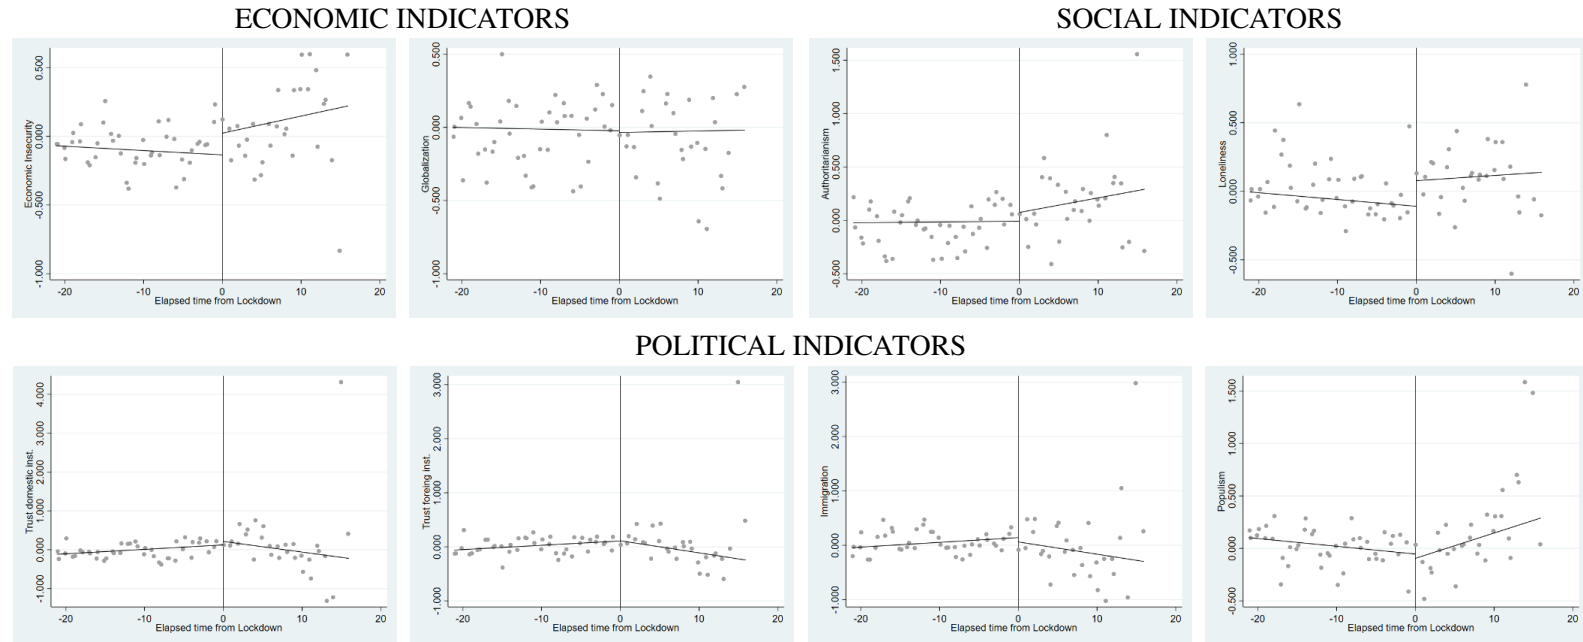 ECONOMIC INDICATORS
SOCIAL INDICATORS
Economic Insecurity
-1.000 -0.500 0.000 0.500
-20 -10 0 10 20
Elapsed time from Lockdown
Globalization
-1.000 -0.500 0.000 0.500
-20 -10 0 10 20
Elapsed time from Lockdown
Authoritarianism
-0.500 0.000 0.500 1.000 1.500
-20 -10 0 10 20
Elapsed time from Lockdown
Loneliness
-0.500 0.000 0.500 1.000
-20 -10 0 10 20
Elapsed time from Lockdown
POLITICAL INDICATORS
Trust domestic inst.
-1.000 0.000 1.000 2.000 3.000 4.000
-20 -10 0 10 20
Elapsed time from Lockdown
Trust foreing inst.
-1.000 0.000 1.000 2.000 3.000
-20 -10 0 10 20
Elapsed time from Lockdown
Immigration
-1.000 0.000 1.000 2.000 3.000
-20 -10 0 10 20
Elapsed time from Lockdown
Populism
-0.500 0.000 0.500 1.000 1.500
-20 -10 0 10 20
Elapsed time from Lockdown